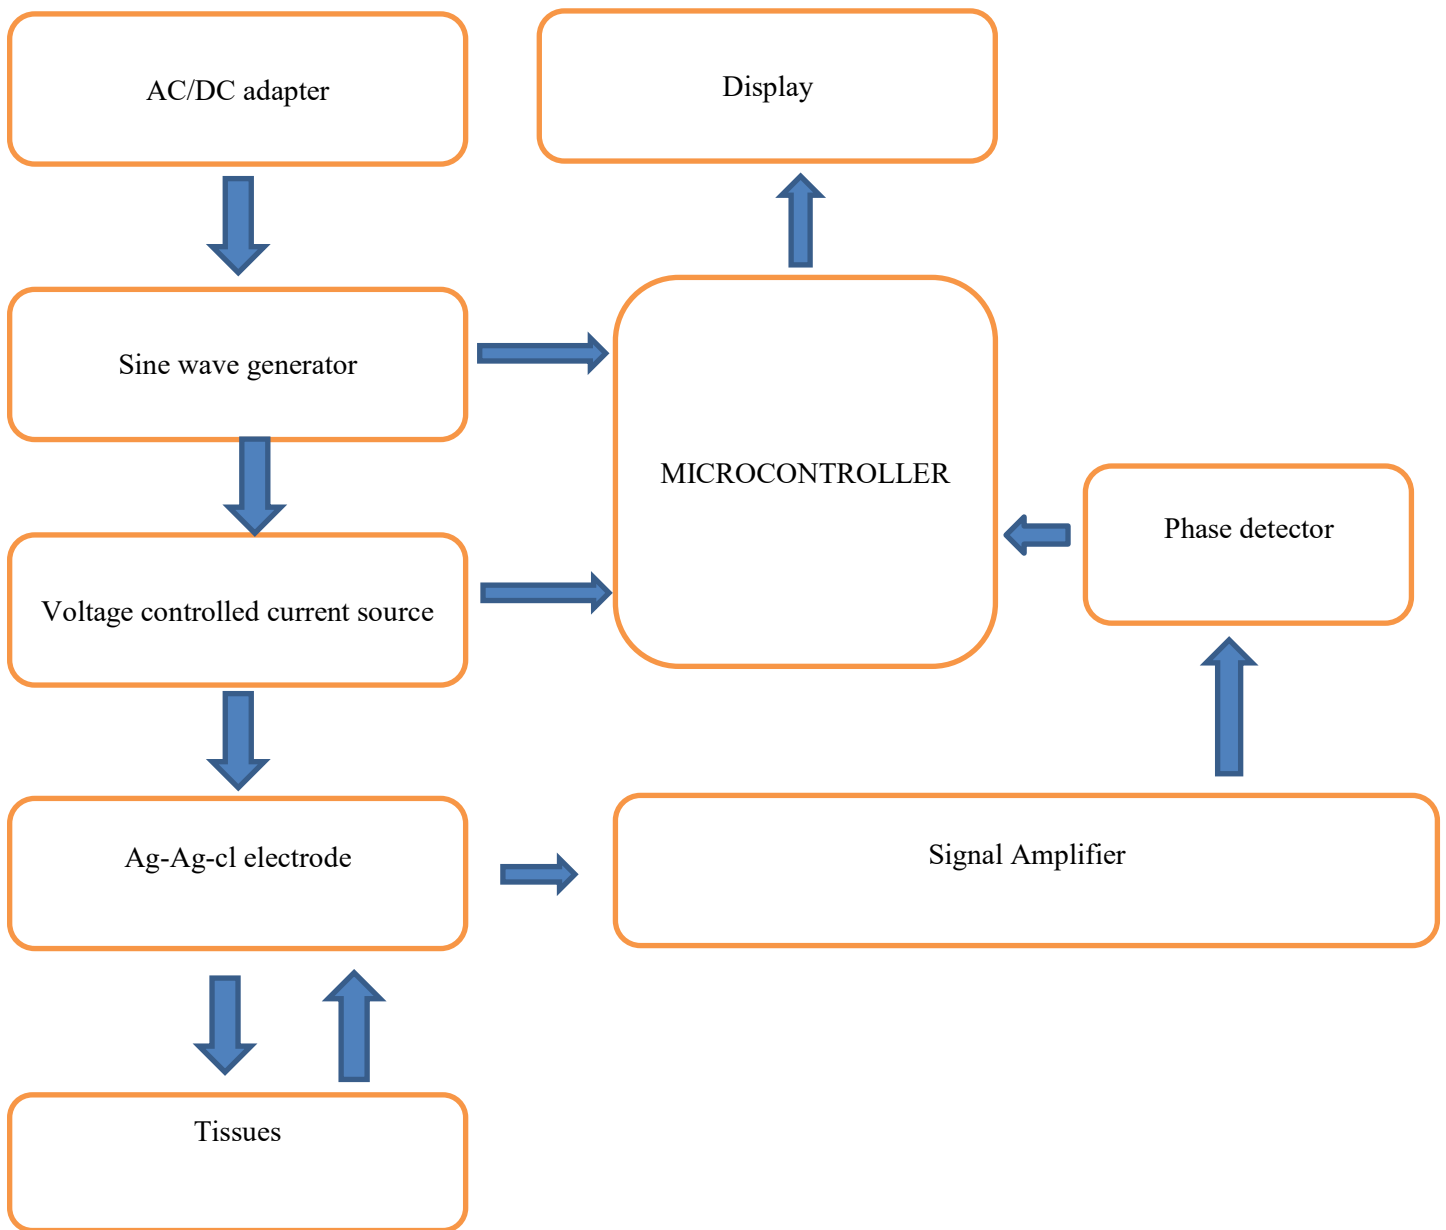 AC/DC adapter
Display
Sine wave generator
MICROCONTROLLER
Phase detector
Voltage controlled current source
Ag-Ag-cl electrode
Signal Amplifier
Tissues